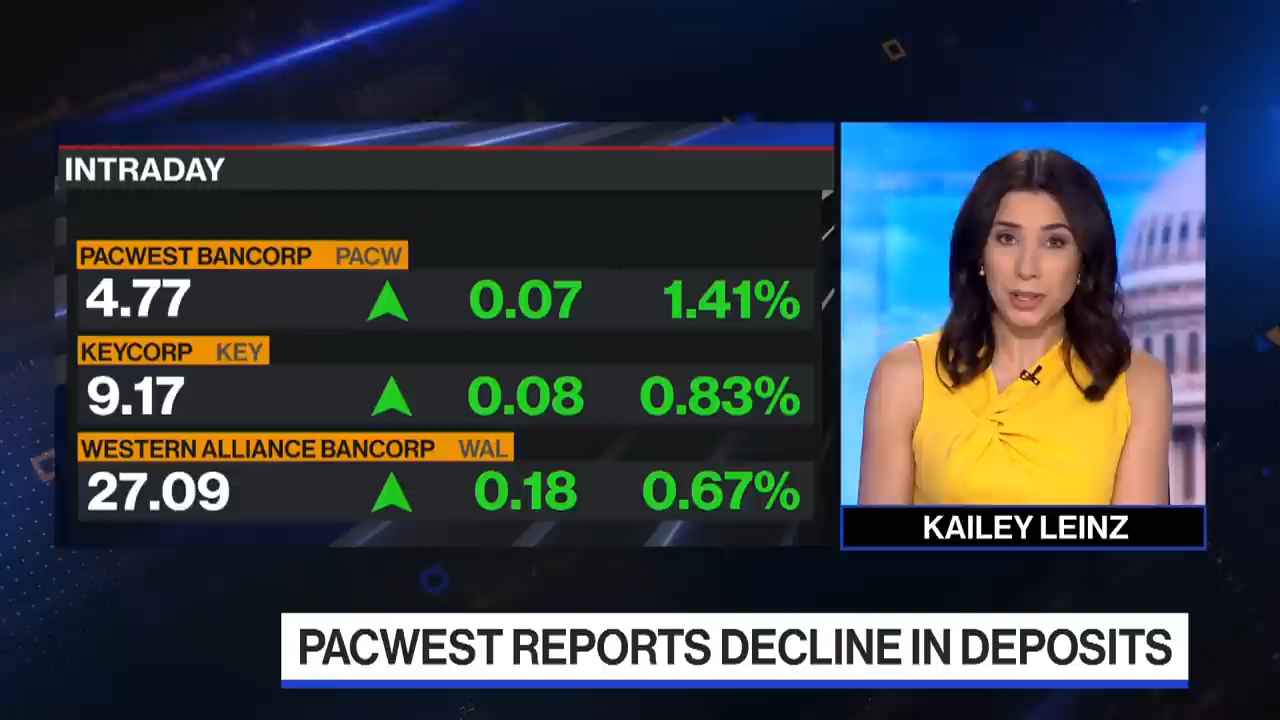 INTRADAY
PACWEST BANCORP PACW
4.77 ▲ 0.07 1.41%
KEYCORP KEY
9.17 ▲ 0.08 0.83%
WESTERN ALLIANCE BANCORP WAL
27.09 ▲ 0.18 0.67%
KAILEY LEINZ
PACWEST REPORTS DECLINE IN DEPOSITS